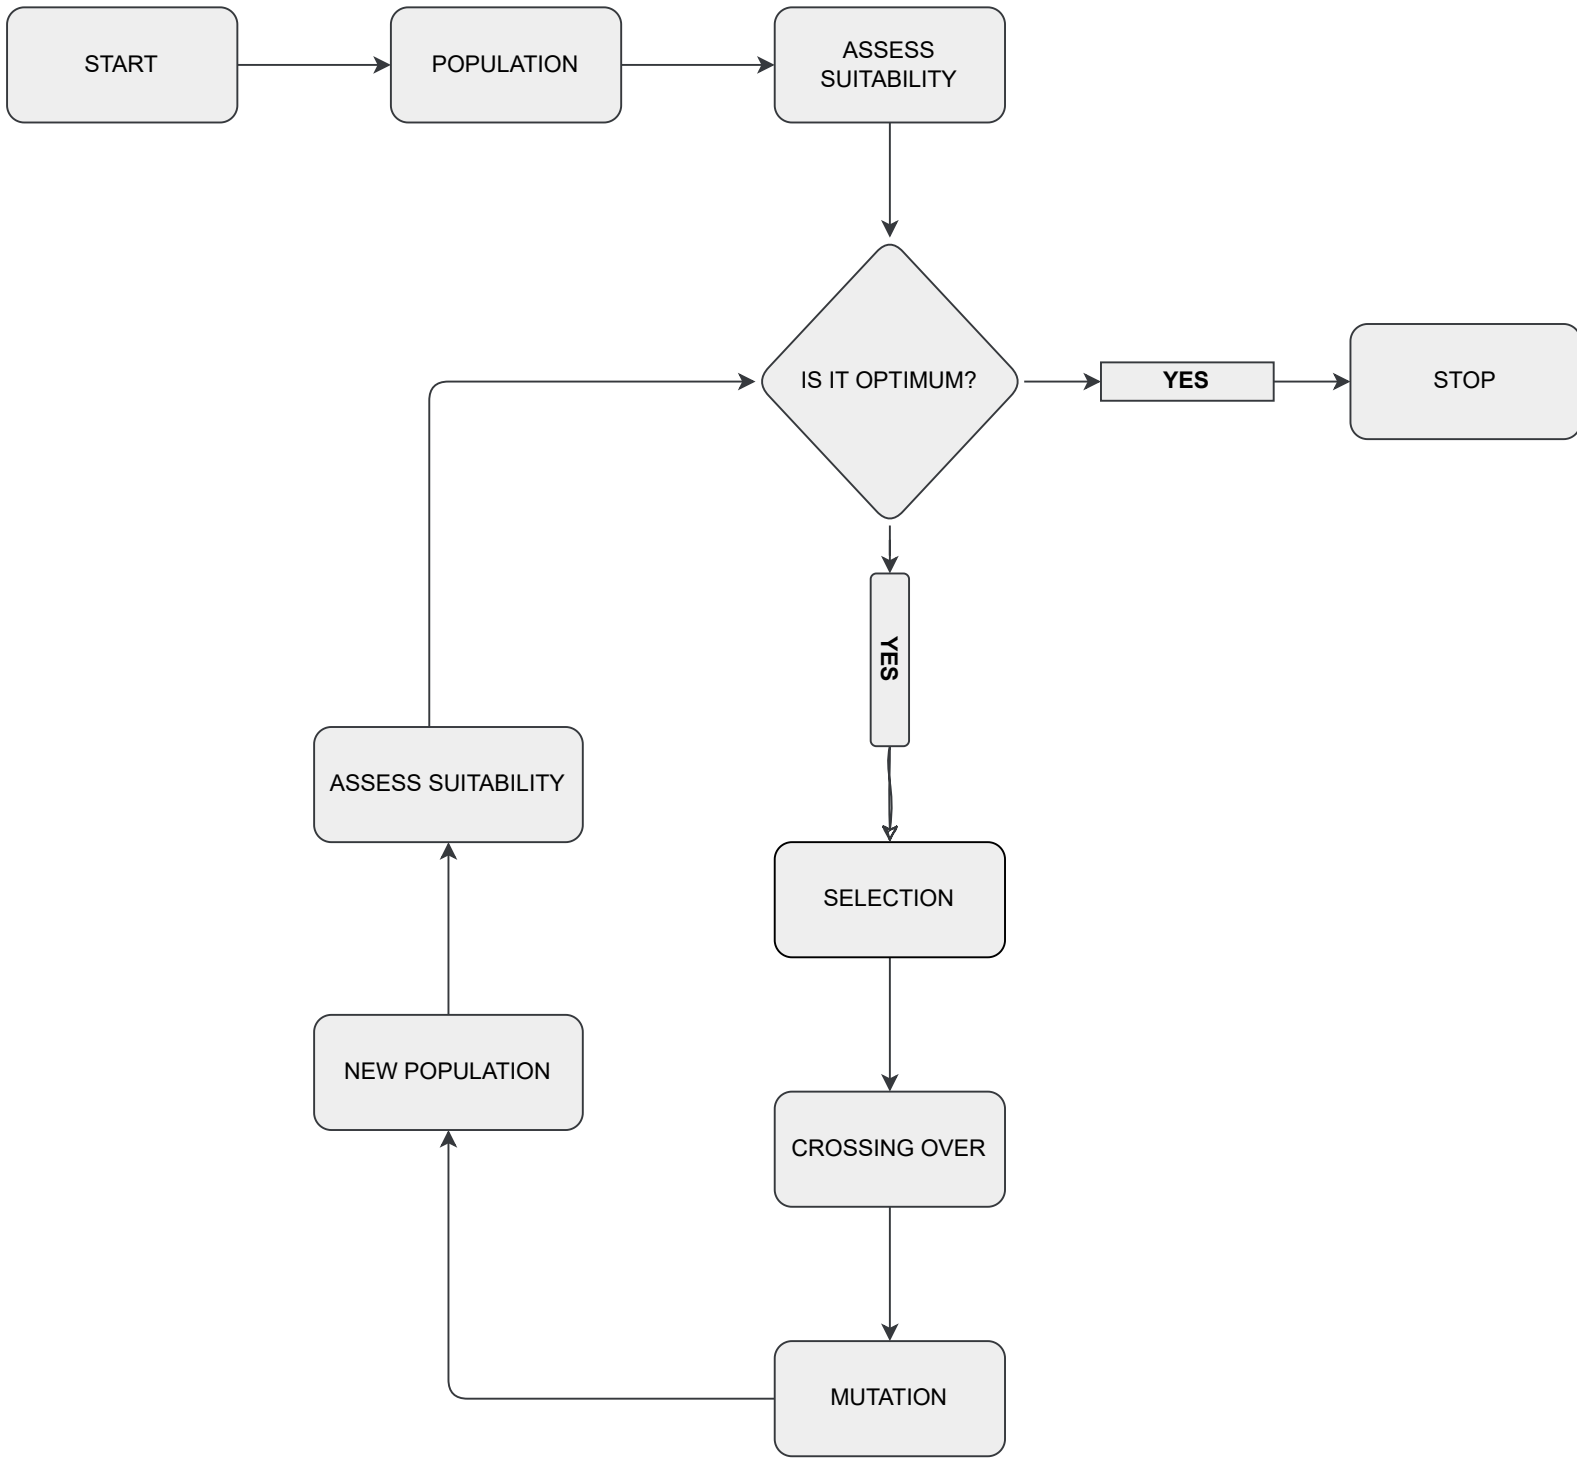 START
POPULATION
ASSESS
SUITABILITY
IS IT OPTIMUM?
YES
STOP
YES
SELECTION
CROSSING OVER
MUTATION
NEW POPULATION
ASSESS SUITABILITY